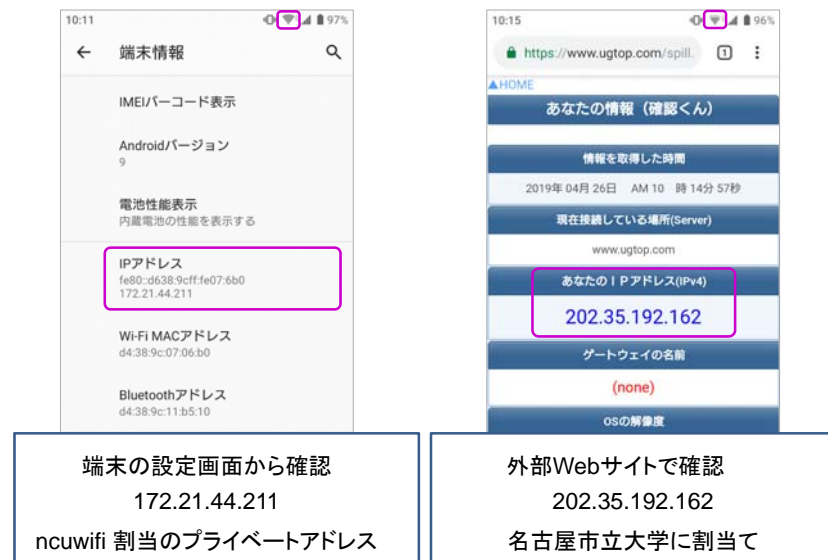 10:11
97%
端末情報
IMEIバーコード表示
Androidバージョン
9
電池性能表示
内蔵電池の性能を表示する
IPアドレス
fe80::d638:9cff:fe07:6b0
172.21.44.211
Wi-Fi MACアドレス
d4:38:9c:07:06:b0
Bluetoothアドレス
d4:38:9c:11:b5:10
端末の設定画面から確認
172.21.44.211
ncuwifi 割当のプライベートアドレス
10:15
96%
https://www.ugtop.com/spill.
1
▲HOME
あなたの情報（確認くん）
情報を取得した時間
2019年 04月 26日 AM 10 時 14分 57秒
現在接続している場所(Server)
www.ugtop.com
あなたのＩＰアドレス(IPv4)
202.35.192.162
ゲートウェイの名前
(none)
OSの解像度
外部Webサイトで確認
202.35.192.162
名古屋市立大学に割当て